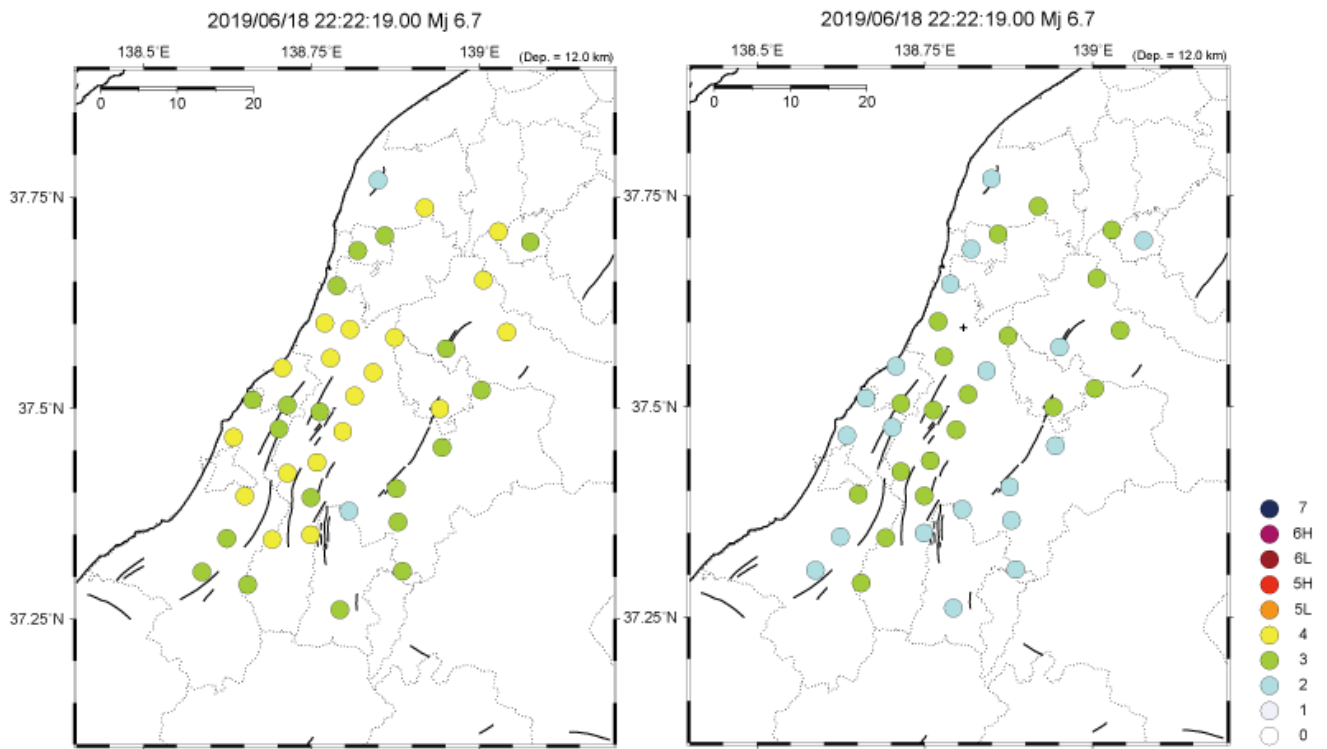 2019/06/18 22:22:19.00 Mj 6.7
138.5°E 138.75°E 139°E (Dep. = 12.0 km)
0 10 20
37.75°N
37.5°N
37.25°N
2019/06/18 22:22:19.00 Mj 6.7
138.5°E 138.75°E 139°E (Dep. = 12.0 km)
0 10 20
37.75°N
37.5°N
37.25°N
7
6H
6L
5H
5L
4
3
2
1
0